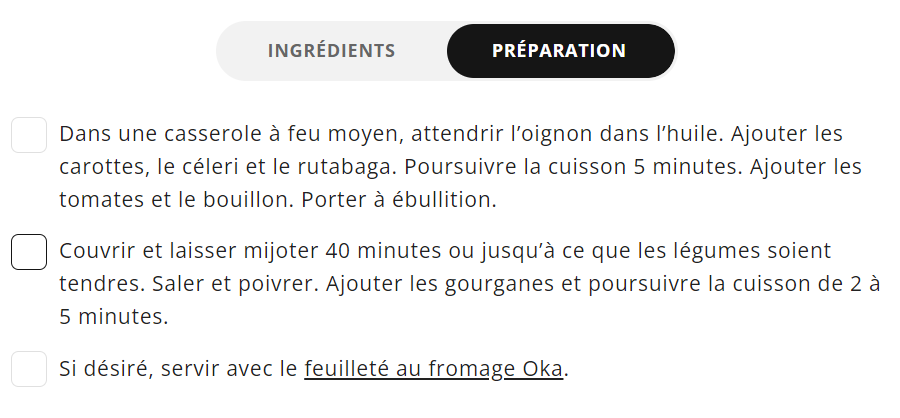 INGRÉDIENTS
PRÉPARATION
Dans une casserole à feu moyen, attendrir l’oignon dans l’huile. Ajouter les
carottes, le céleri et le rutabaga. Poursuivre la cuisson 5 minutes. Ajouter les
tomates et le bouillon. Porter à ébullition.
Couvrir et laisser mijoter 40 minutes ou jusqu’à ce que les légumes soient
tendres. Saler et poivrer. Ajouter les gourganes et poursuivre la cuisson de 2 à
5 minutes.
Si désiré, servir avec le feuilleté au fromage Oka.